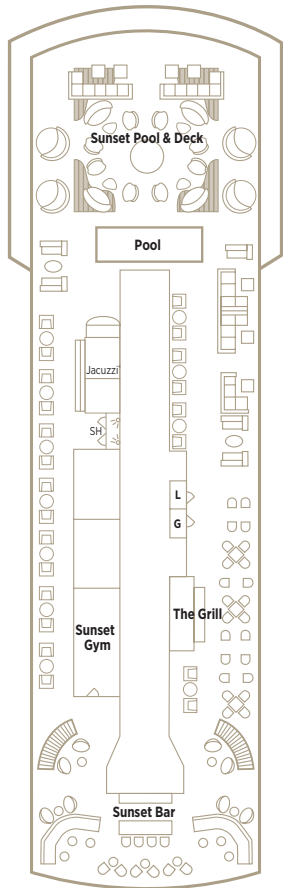 Sunset Pool & Deck
Pool
Jacuzzi
SH
L
G
The Grill
Sunset
Gym
Sunset Bar